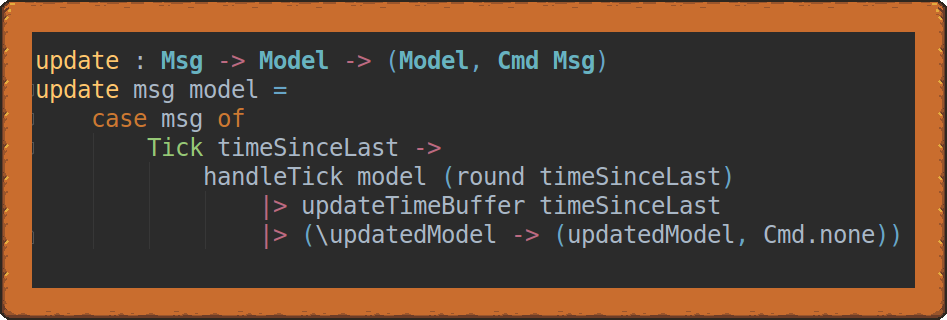 update : Msg -> Model -> (Model, Cmd Msg)
update msg model =
    case msg of
        Tick timeSinceLast ->
            handleTick model (round timeSinceLast)
                |> updateTimeBuffer timeSinceLast
                |> (\updatedModel -> (updatedModel, Cmd.none))